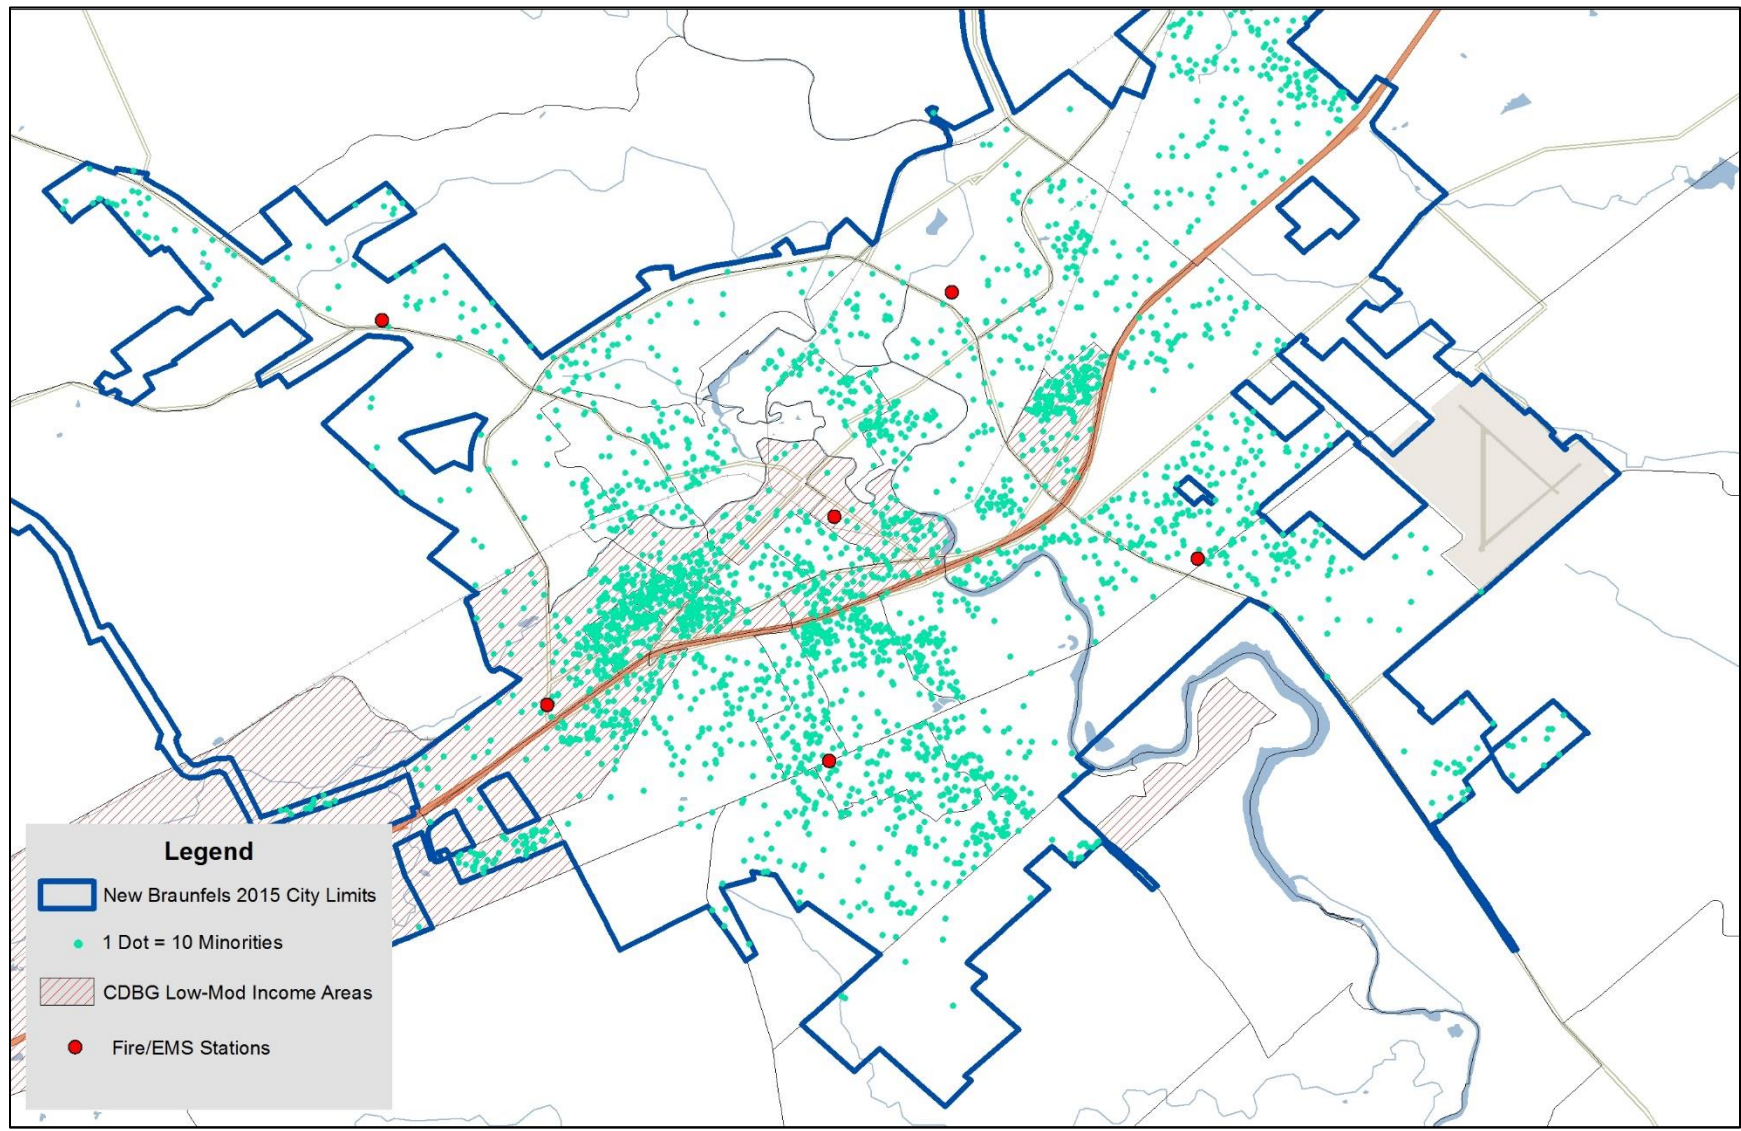 Legend
New Braunfels 2015 City Limits
1 Dot = 10 Minorities
CDBG Low-Mod Income Areas
Fire/EMS Stations